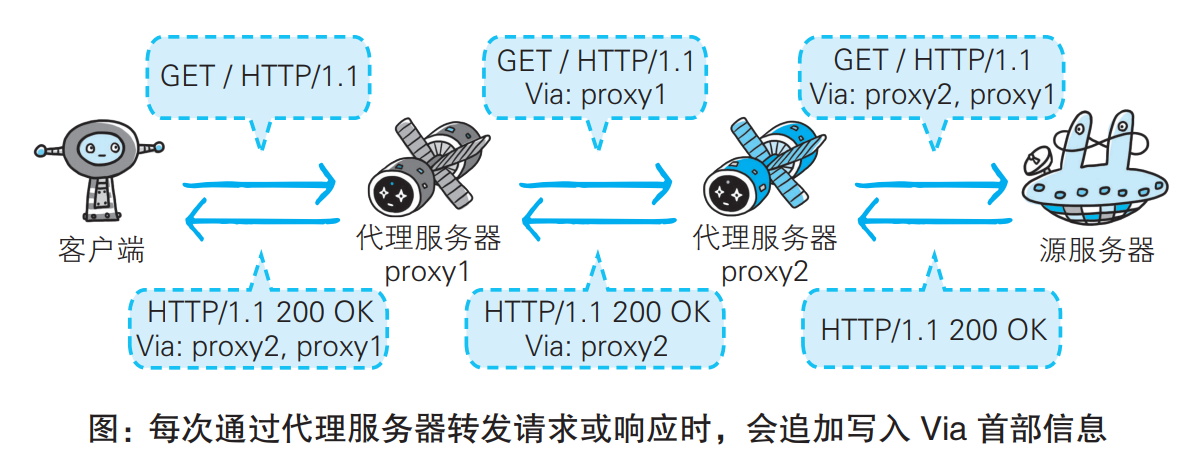 GET / HTTP/1.1
GET / HTTP/1.1
Via: proxy1
GET / HTTP/1.1
Via: proxy2, proxy1
客户端
代理服务器
proxy1
代理服务器
proxy2
源服务器
HTTP/1.1 200 OK
Via: proxy2, proxy1
HTTP/1.1 200 OK
Via: proxy2
HTTP/1.1 200 OK
图：每次通过代理服务器转发请求或响应时，会追加写入 Via 首部信息